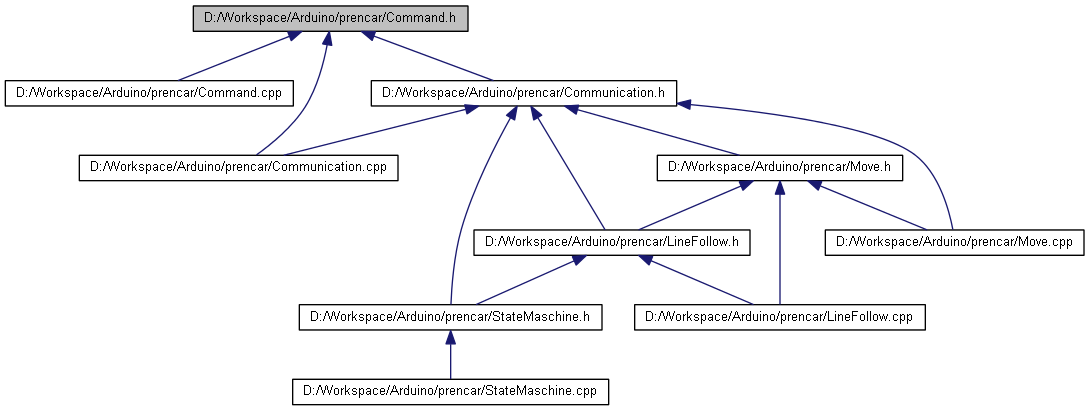 D:/Workspace/Arduino/prencar/Command.h
D:/Workspace/Arduino/prencar/Command.cpp
D:/Workspace/Arduino/prencar/Communication.h
D:/Workspace/Arduino/prencar/Communication.cpp
D:/Workspace/Arduino/prencar/Move.h
D:/Workspace/Arduino/prencar/LineFollow.h
D:/Workspace/Arduino/prencar/Move.cpp
D:/Workspace/Arduino/prencar/StateMaschine.h
D:/Workspace/Arduino/prencar/LineFollow.cpp
D:/Workspace/Arduino/prencar/StateMaschine.cpp